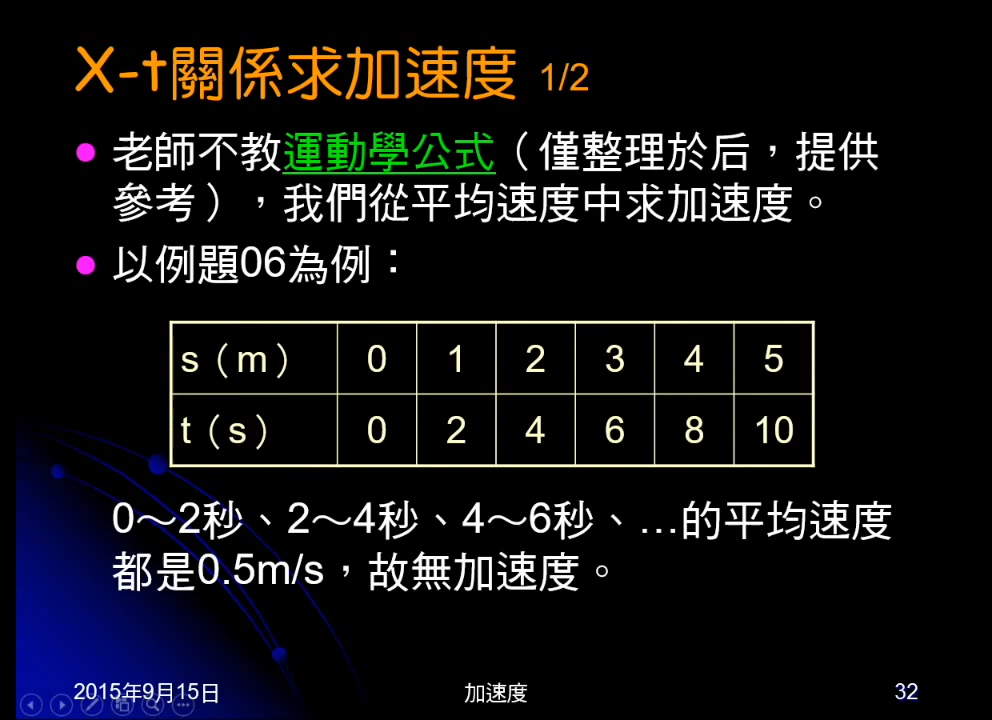 X-t關係求加速度 1/2
老師不教運動學公式（僅整理於后，提供
參考），我們從平均速度中求加速度。
以例題06為例：
s（m） 0 1 2 3 4 5
t（s） 0 2 4 6 8 10
0～2秒、2～4秒、4～6秒、…的平均速度
都是0.5m/s，故無加速度。
2015年9月15日 加速度 32